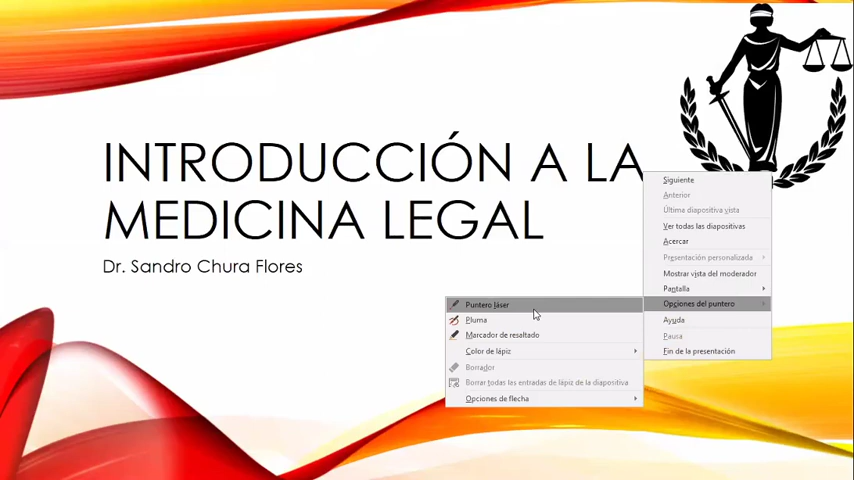 INTRODUCCIÓN A LA
MEDICINA LEGAL
Dr. Sandro Chura Flores
Siguiente
Anterior
Última diapositiva vista
Ver todas las diapositivas
Acercar
Presentación personalizada
Mostrar vista del moderador
Pantalla
Opciones del puntero
Ayuda
Pausa
Fin de la presentación
Puntero láser
Pluma
Marcador de resaltado
Color de lápiz
Borrador
Borrar todas las entradas de lápiz de la diapositiva
Opciones de flecha